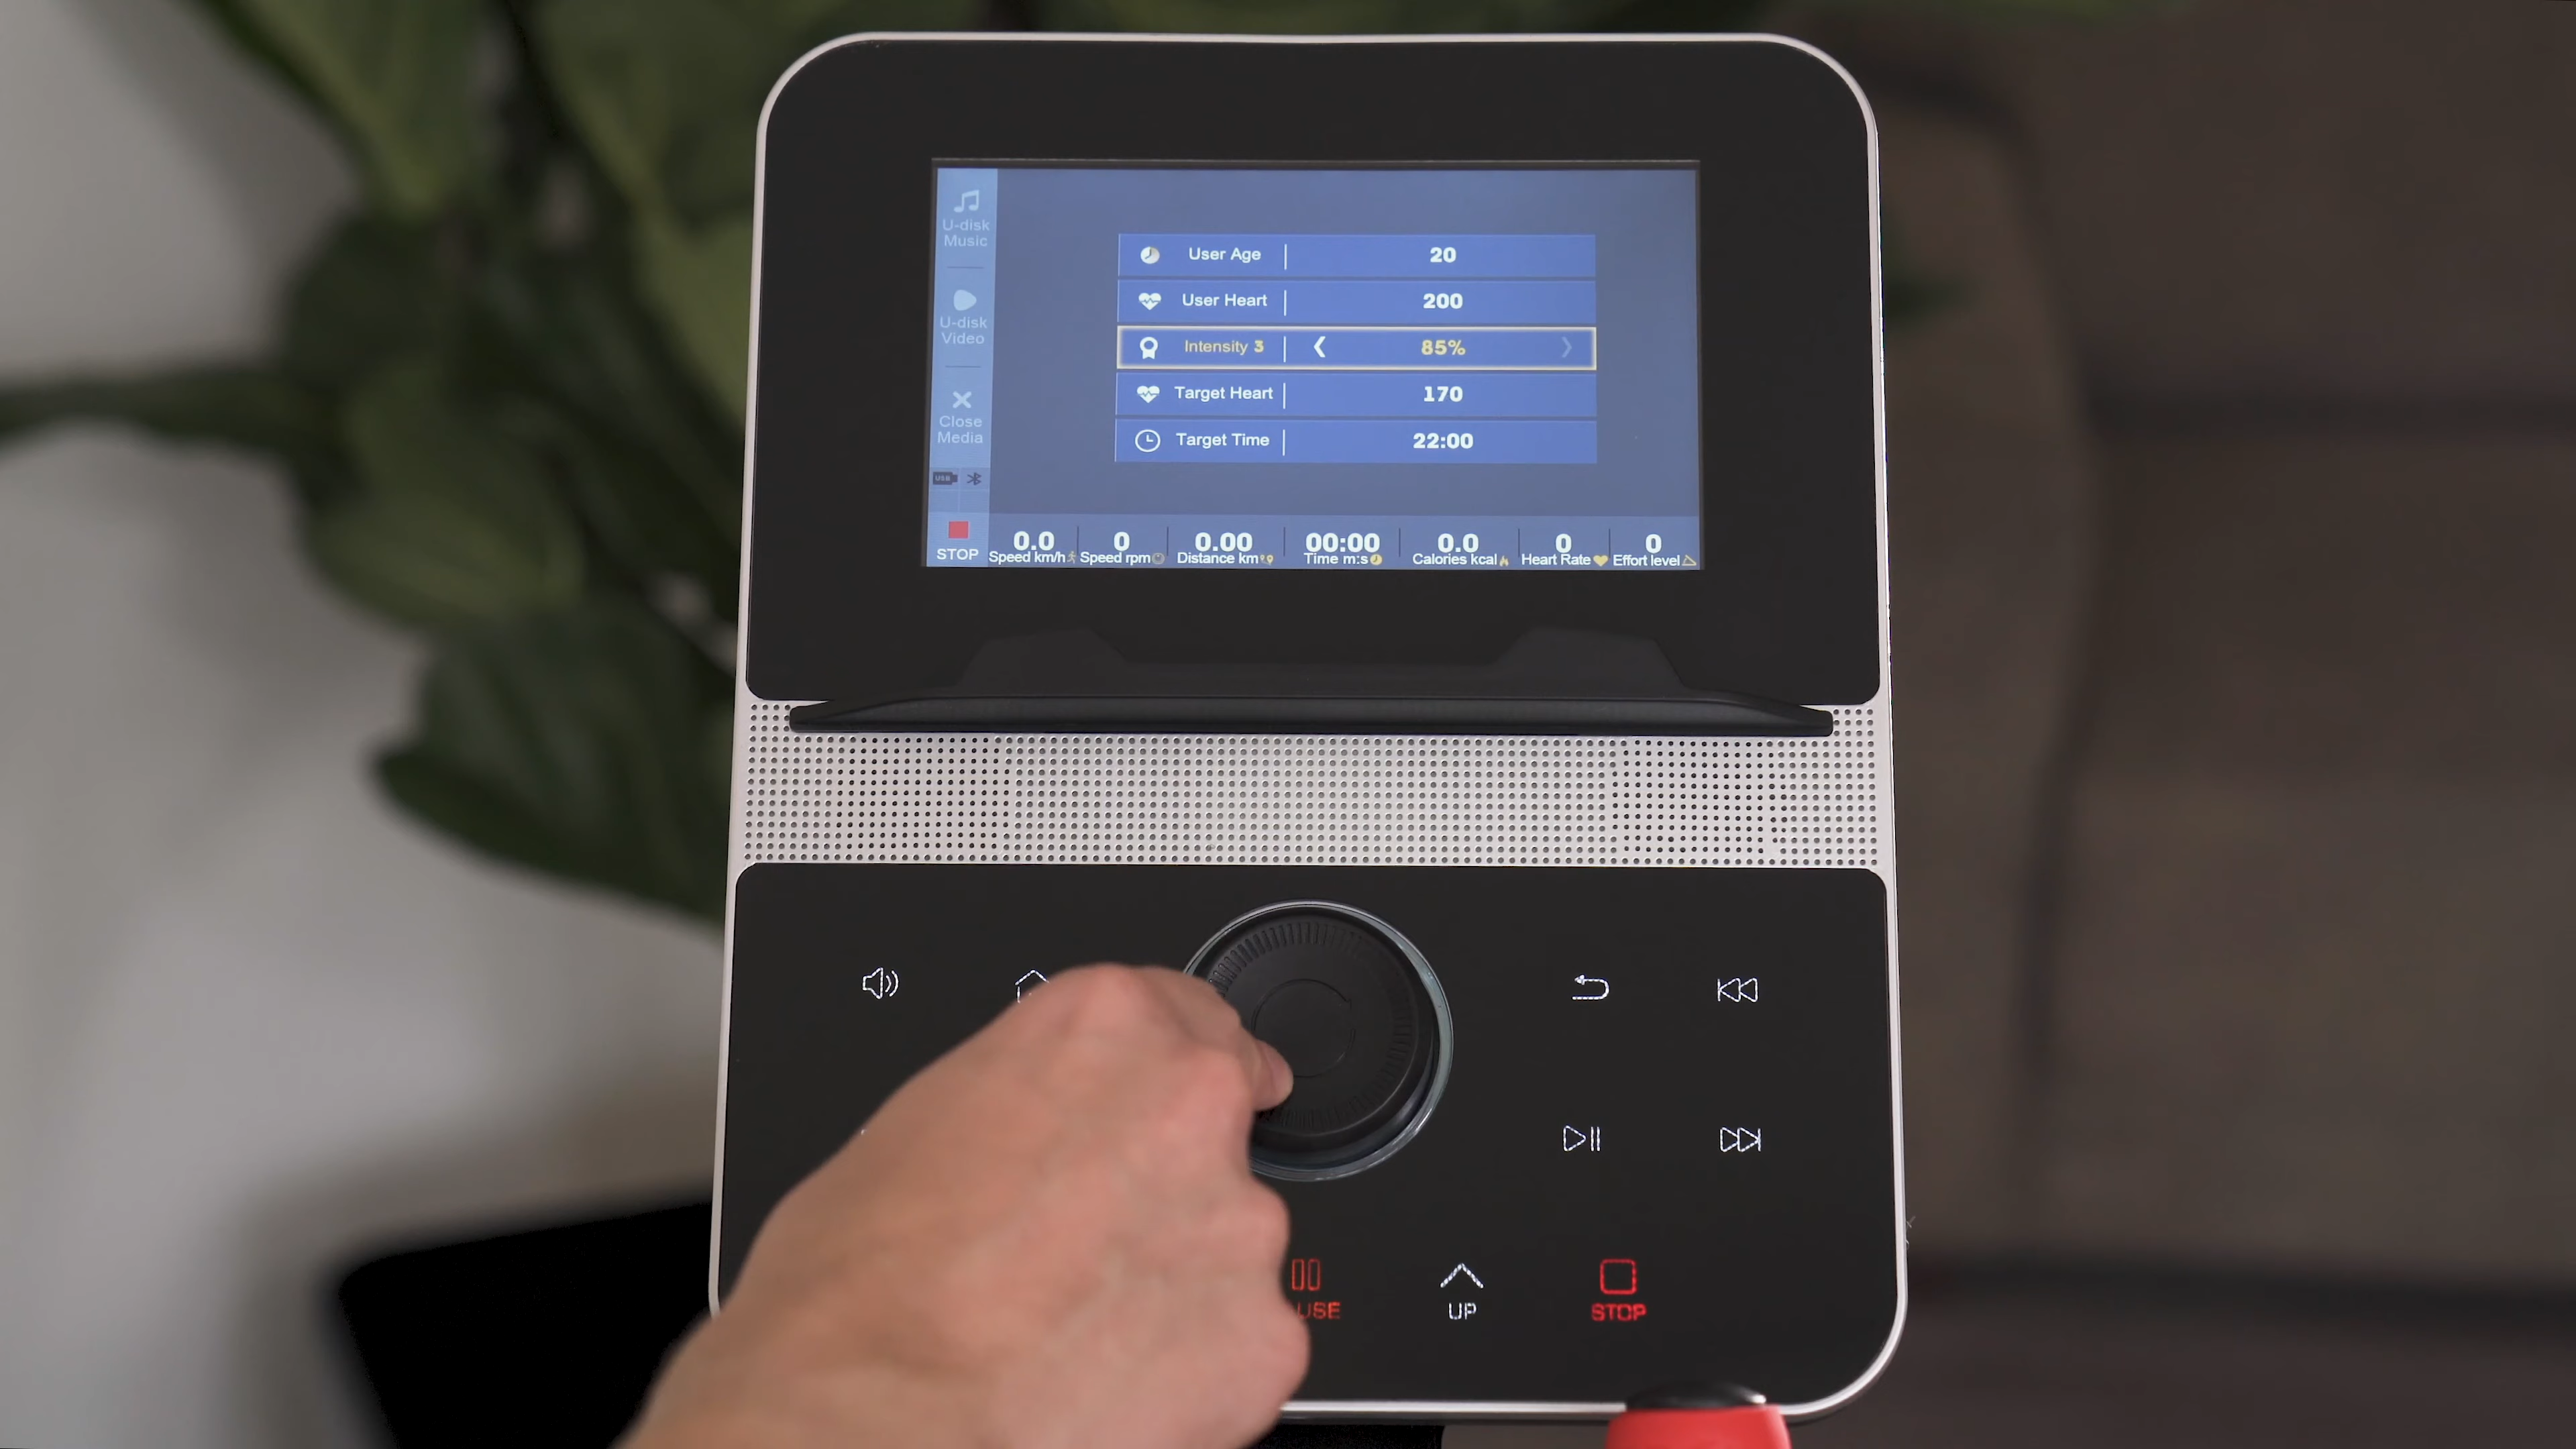 U-disk
Music
U-disk
Video
Close
Media
USB
STOP
User Age 20
User Heart 200
Intensity 3 85%
Target Heart 170
Target Time 22:00
0.0 0 0.00 00:00 0.0 0 0
Speed km/h Speed rpm Distance km Time m:s Calories kcal Heart Rate Effort level
USE UP STOP